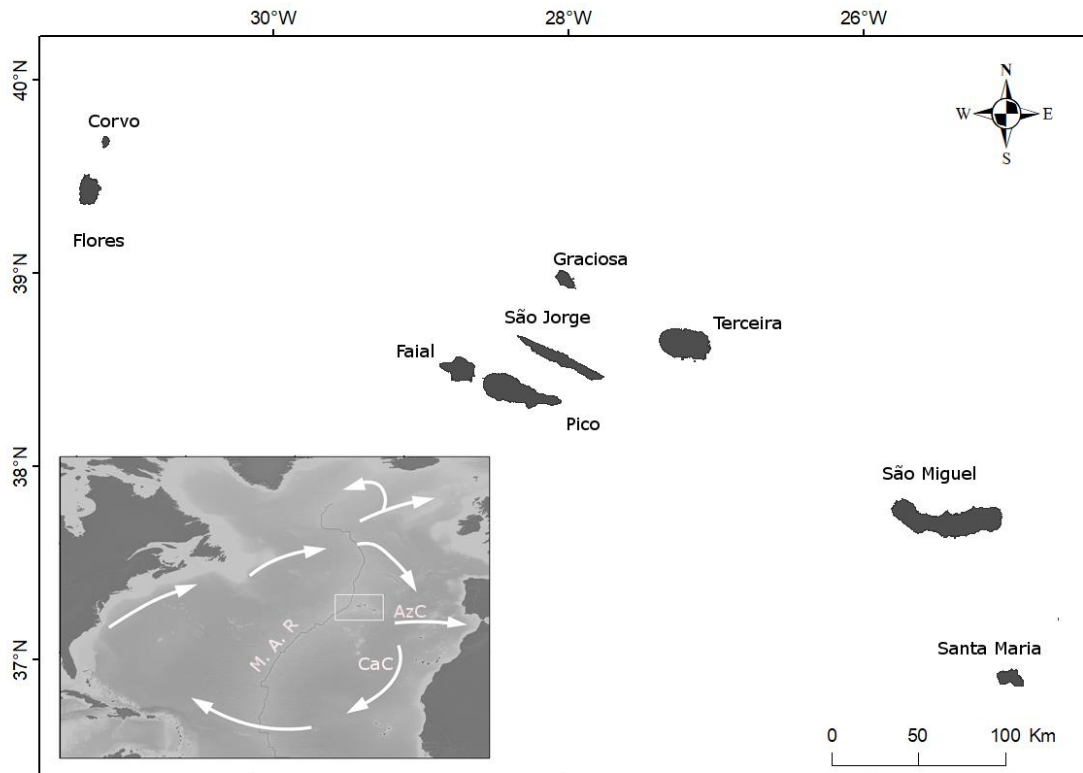 30°W 28°W 26°W
40°N
N
W E
S
Corvo
Flores
39°N
Graciosa
São Jorge
Terceira
Faial
Pico
38°N
São Miguel
AzC
M. A. R
CaC
37°N
Santa Maria
0 50 100 Km